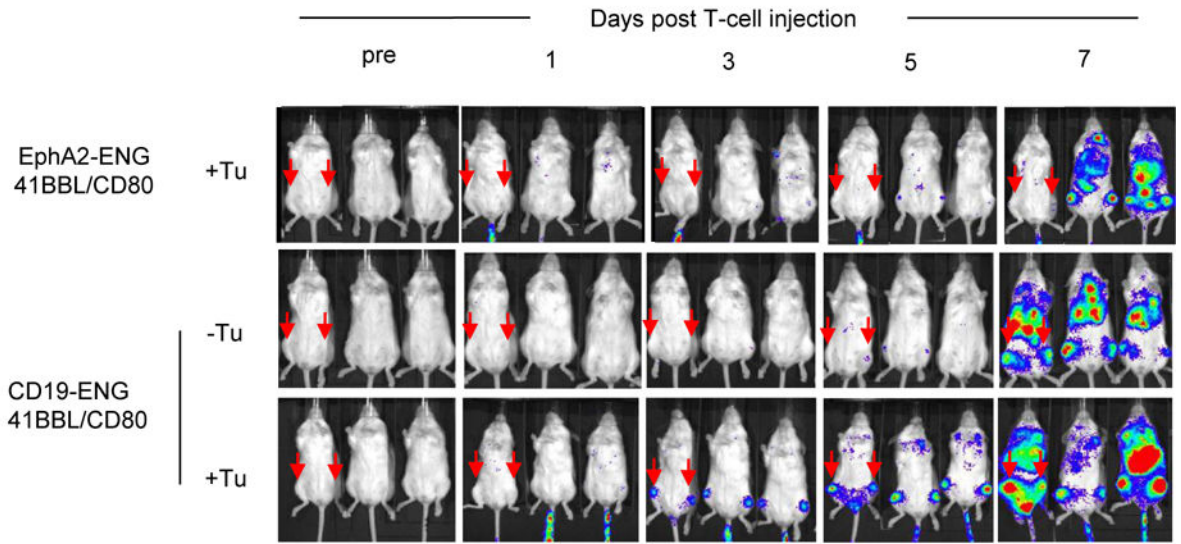 Days post T-cell injection
pre 1 3 5 7
EphA2-ENG
41BBL/CD80
+Tu
-Tu
CD19-ENG
41BBL/CD80
+Tu